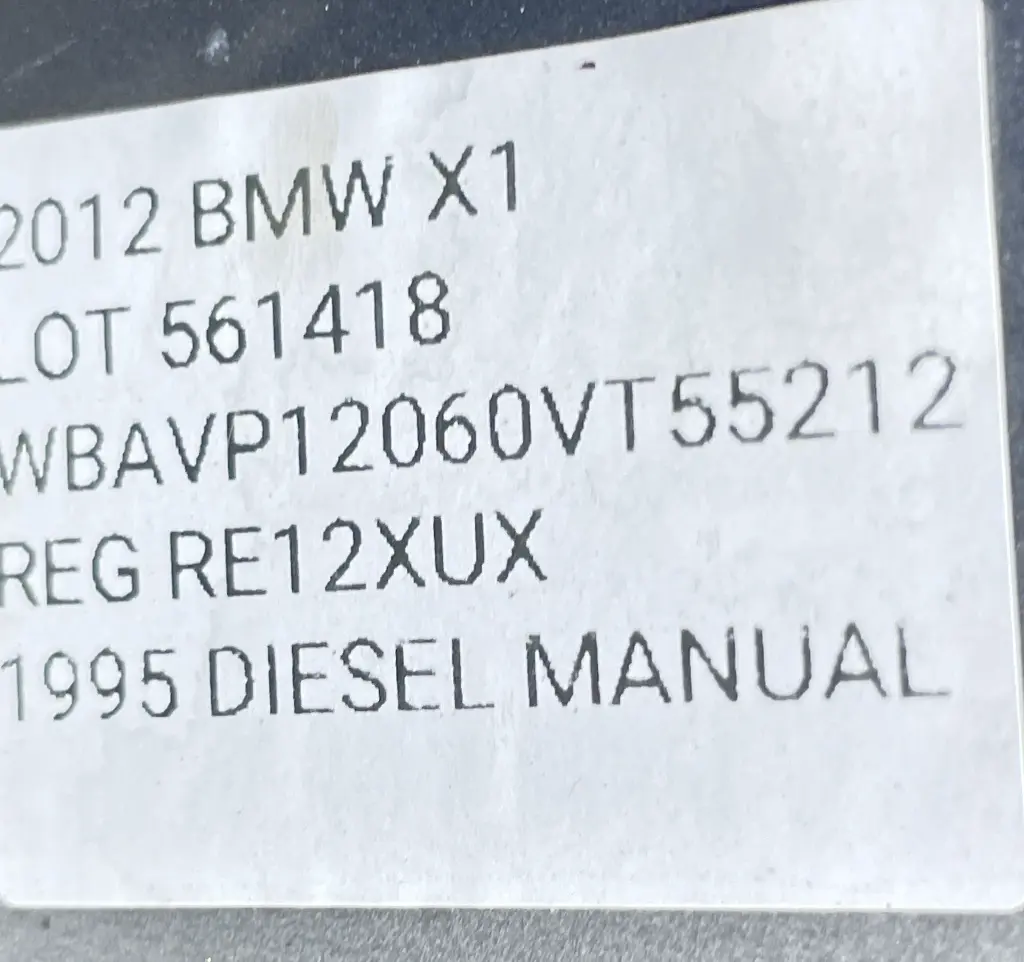 2012 BMW X1
LOT 561418
WBAVP12060VT55212
REG RE12XUX
1995 DIESEL MANUAL